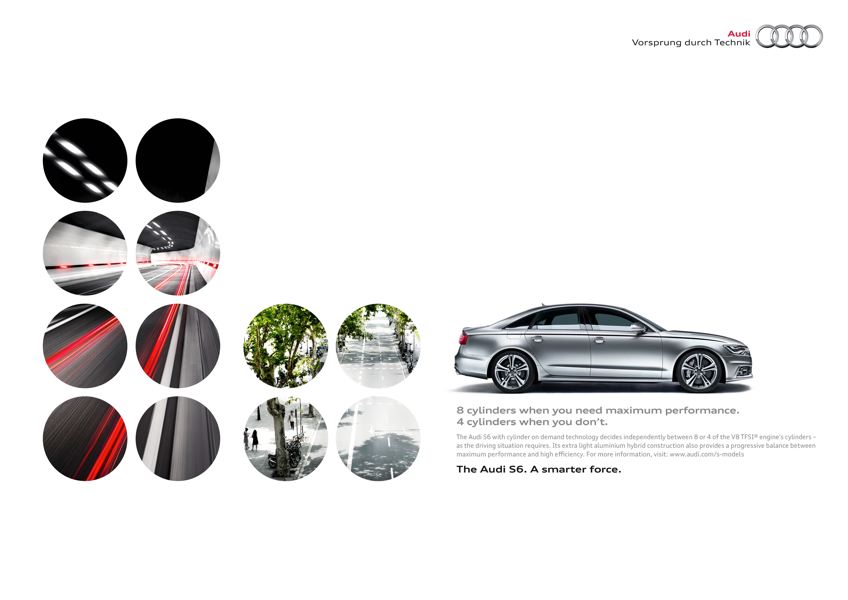 Audi
Vorsprung durch Technik
8 cylinders when you need maximum performance.
4 cylinders when you don't.
The Audi S6 with cylinder on demand technology decides independently between 8 or 4 of the V8 TFSI® engine's cylinders –
as the driving situation requires. Its extra light aluminium hybrid construction also provides a progressive balance between
maximum performance and high efficiency. For more information, visit: www.audi.com/s-models
The Audi S6. A smarter force.